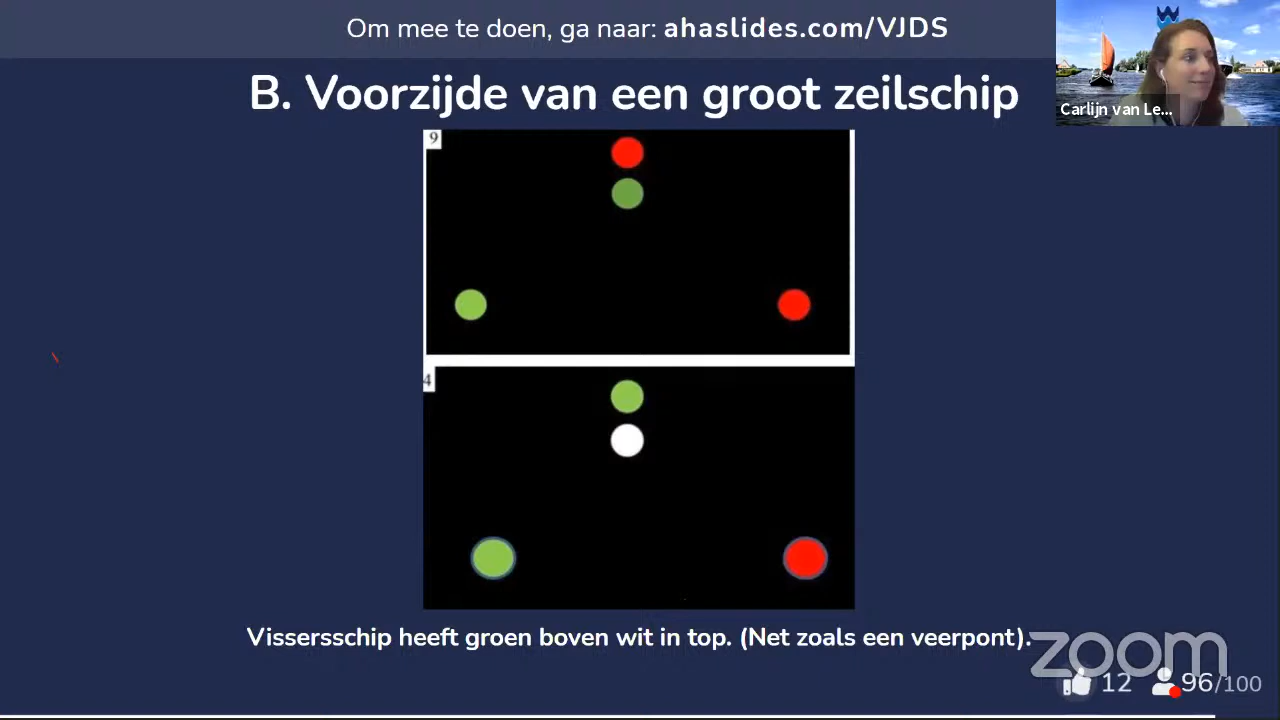 Om mee te doen, ga naar: ahaslides.com/VJDS
Carlijn van Le...
B. Voorzijde van een groot zeilschip
9
4
Vissersschip heeft groen boven wit in top. (Net zoals een veerpont).
zoom
12 96/100